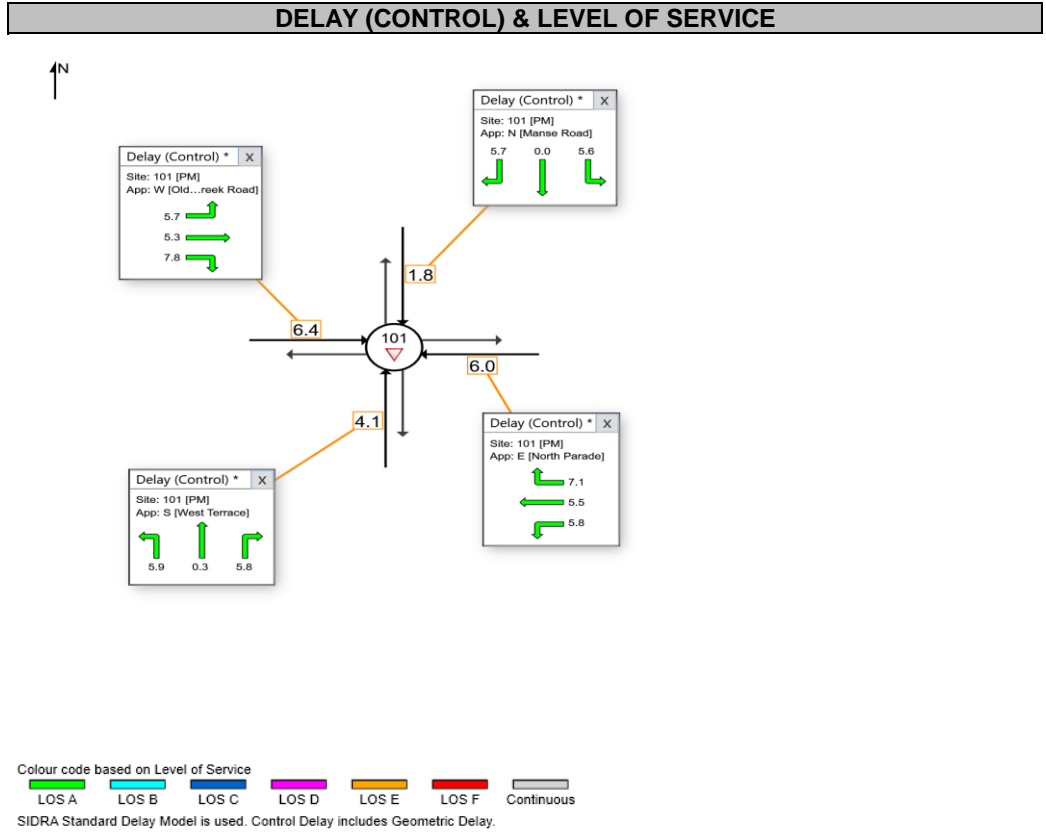 DELAY (CONTROL) & LEVEL OF SERVICE
N
Delay (Control) * X
Site: 101 [PM]
App: N [Manse Road]
5.7 0.0 5.6
Delay (Control) * X
Site: 101 [PM]
App: W [Old...reek Road]
5.7
5.3
7.8
1.8
6.4
101
6.0
4.1
Delay (Control) * X
Site: 101 [PM]
App: E [North Parade]
7.1
5.5
5.8
Delay (Control) * X
Site: 101 [PM]
App: S [West Terrace]
5.9 0.3 5.8
Colour code based on Level of Service
LOS A LOS B LOS C LOS D LOS E LOS F Continuous
SIDRA Standard Delay Model is used. Control Delay includes Geometric Delay.